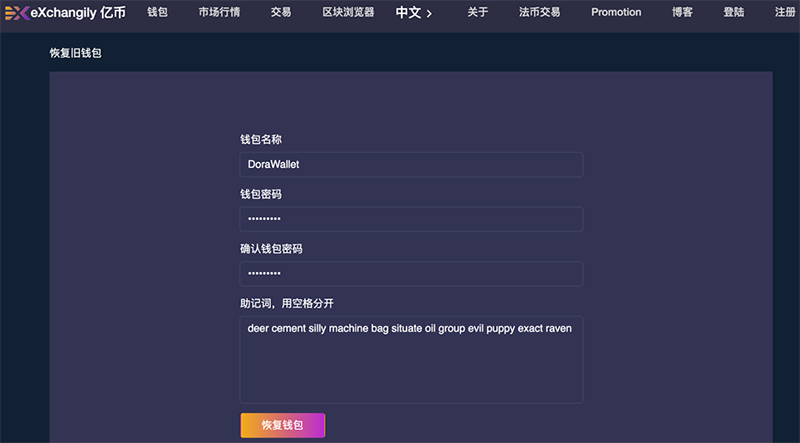 eXchangily 亿币 钱包 市场行情 交易 区块浏览器 中文 > 关于 法币交易 Promotion 博客 登陆 注册
恢复旧钱包
钱包名称
DoraWallet
钱包密码
•••••••••
确认钱包密码
•••••••••
助记词，用空格分开
deer cement silly machine bag situate oil group evil puppy exact raven
恢复钱包